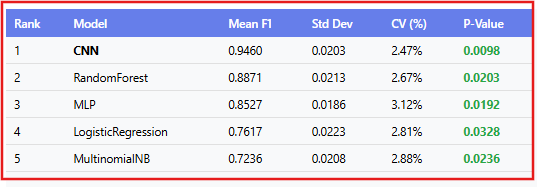 Rank Model Mean F1 Std Dev CV (%) P-Value
1 CNN 0.9460 0.0203 2.47% 0.0098
2 RandomForest 0.8871 0.0213 2.67% 0.0203
3 MLP 0.8527 0.0186 3.12% 0.0192
4 LogisticRegression 0.7617 0.0223 2.81% 0.0328
5 MultinomialNB 0.7236 0.0208 2.88% 0.0236